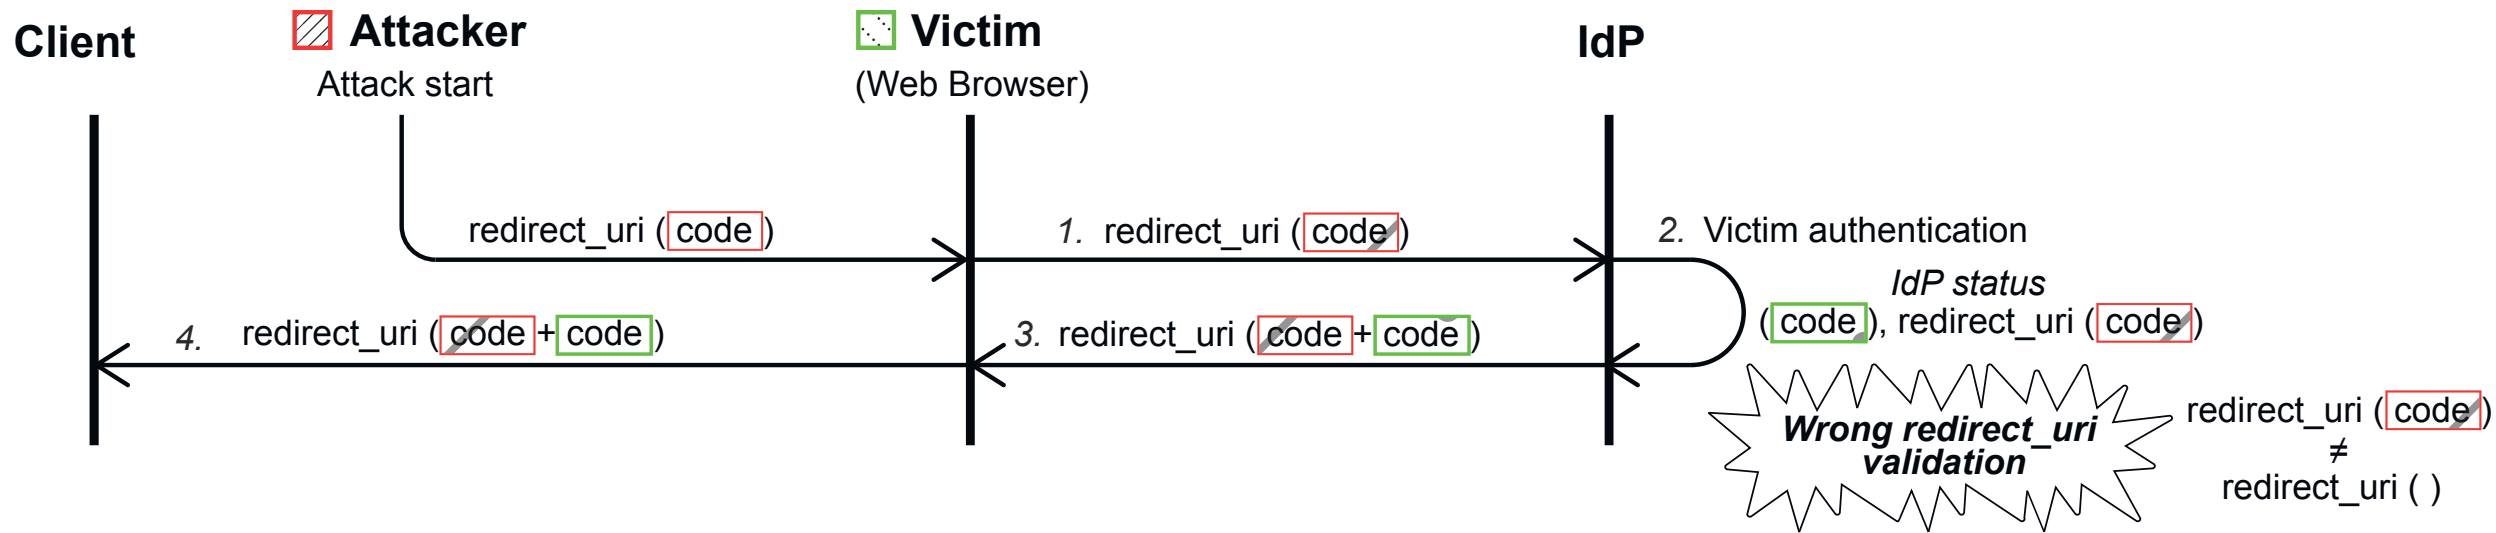 Client
Attacker
Attack start
Victim
(Web Browser)
IdP
redirect_uri ( code )
1. redirect_uri ( code )
2. Victim authentication
IdP status
( code ), redirect_uri ( code )
4. redirect_uri ( code + code )
3. redirect_uri ( code + code )
Wrong redirect_uri
validation
redirect_uri ( code )
≠
redirect_uri ( )